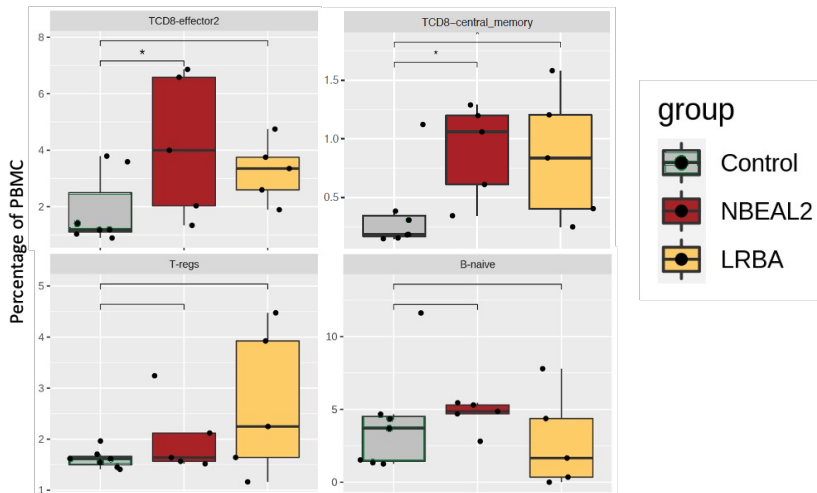 TCD8-effector2
TCD8–central_memory
8
6
4
2
*
1.5
1.0
0.5
*
Percentage of PBMC
T-regs
B-naive
5
4
3
2
1
10
5
0
group
Control
NBEAL2
LRBA